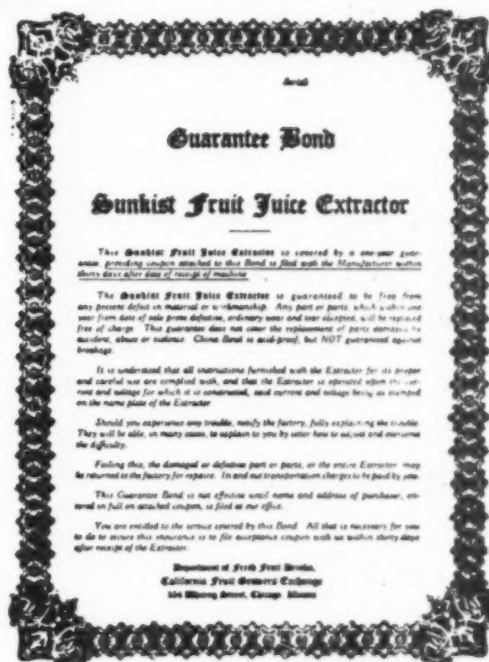 Serial
Guarantee Bond
Sunkist Fruit Juice Extractor
This Sunkist Fruit Juice Extractor is covered by a one-year guar-
antee, providing coupon attached to this Bond is filed with the Manufacturer within
thirty days after date of receipt of machine
The Sunkist Fruit Juice Extractor is guaranteed to be free from
any present defect in material or workmanship. Any part or parts, which within one
year from date of sale prove defective, ordinary wear and tear excepted, will be replaced
free of charge. This guarantee does not cover the replacement of parts damaged by
accident, abuse or violence. China Bowl is acid-proof, but NOT guaranteed against
breakage.
It is understood that all instructions furnished with the Extractor for its proper
and careful use are complied with, and that the Extractor is operated upon the cur-
rent and voltage for which it is constructed, said current and voltage being as stamped
on the name plate of the Extractor
Should you experience any trouble, notify the factory, fully explaining the trouble.
They will be able, in many cases, to explain to you by letter how to adjust and overcome
the difficulty.
Failing this, the damaged or defective part or parts, or the entire Extractor may
be returned to the factory for repairs. In and out transportation charges to be paid by you.
This Guarantee Bond is not effective until name and address of purchaser, en-
tered in full on attached coupon, is filed at our office.
You are entitled to the service covered by this Bond. All that is necessary for you
to do to secure this insurance is to file acceptance coupon with us within thirty days
after receipt of the Extractor.
Department of Fresh Fruit Drinks,
California Fruit Growers Exchange
Street, Chicago, Illinois